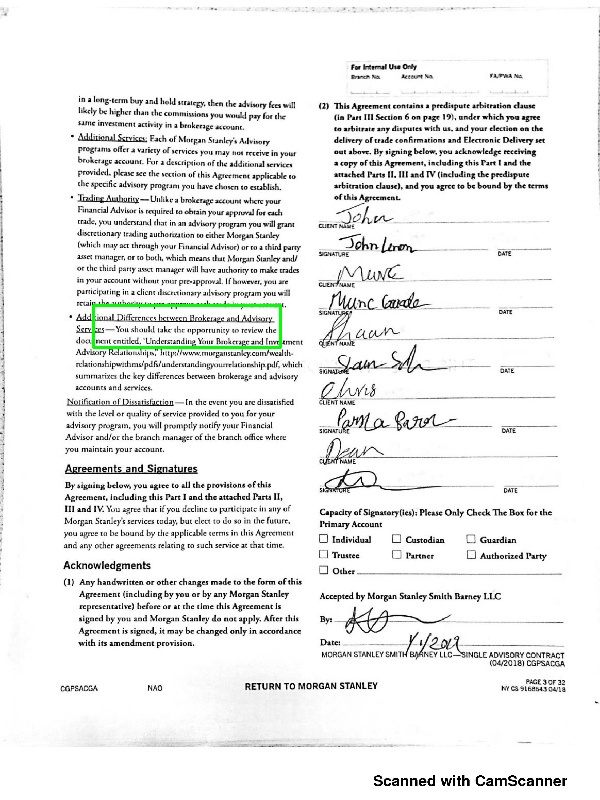 For Internal Use Only
Branch No. Account No. FA/PWA No.
in a long-term buy and hold strategy, then the advisory fees will
likely be higher than the commissions you would pay for the
same investment activity in a brokerage account.
• Additional Services: Each of Morgan Stanley's Advisory
programs offer a variety of services you may not receive in your
brokerage account. For a description of the additional services
provided, please see the section of this Agreement applicable to
the specific advisory program you have chosen to establish.
• Trading Authority—Unlike a brokerage account where your
Financial Advisor is required to obtain your approval for each
trade, you understand that in an advisory program you will grant
discretionary trading authorization to either Morgan Stanley
(which may act through your Financial Advisor) or to a third party
asset manager, or to both, which means that Morgan Stanley and/
or the third party asset manager will have authority to make trades
in your account without your pre-approval. If, however, you are
participating in a client discretionary advisory program you will
retain the authority to
• Additional Differences between Brokerage and Advisory
Services—You should take the opportunity to review the
document entitled, "Understanding Your Brokerage and Investment
Advisory Relationships," http://www.morganstanley.com/wealth-
relationshipwithms/pdfs/understandingyourrelationship.pdf, which
summarizes the key differences between brokerage and advisory
accounts and services.
Notification of Dissatisfaction—In the event you are dissatisfied
with the level or quality of service provided to you for your
advisory program, you will promptly notify your Financial
Advisor and/or the branch manager of the branch office where
you maintain your account.
Agreements and Signatures
By signing below, you agree to all the provisions of this
Agreement, including this Part I and the attached Parts II,
III and IV. You agree that if you decline to participate in any of
Morgan Stanley's services today, but elect to do so in the future,
you agree to be bound by the applicable terms in this Agreement
and any other agreements relating to such service at that time.
Acknowledgments
(1) Any handwritten or other changes made to the form of this
Agreement (including by you or by any Morgan Stanley
representative) before or at the time this Agreement is
signed by you and Morgan Stanley do not apply. After this
Agreement is signed, it may be changed only in accordance
with its amendment provision.
(2) This Agreement contains a predispute arbitration clause
(in Part III Section 6 on page 19), under which you agree
to arbitrate any disputes with us, and your election on the
delivery of trade confirmations and Electronic Delivery set
out above. By signing below, you acknowledge receiving
a copy of this Agreement, including this Part I and the
attached Parts II, III and IV (including the predispute
arbitration clause), and you agree to be bound by the terms
of this Agreement.
John
CLIENT NAME
John
SIGNATURE DATE
Marc
CLIENT NAME
Marc
SIGNATURE DATE
Shaan
CLIENT NAME
SIGNATURE DATE
Chris
CLIENT NAME
SIGNATURE DATE
Dean
CLIENT NAME
SIGNATURE DATE
Capacity of Signatory(ies): Please Only Check The Box for the
Primary Account
Individual Custodian Guardian
Trustee Partner Authorized Party
Other
Accepted by Morgan Stanley Smith Barney LLC
By:
Date: 1/1/2019
MORGAN STANLEY SMITH BARNEY LLC—SINGLE ADVISORY CONTRACT
(04/2018) CGPSACGA
CGPSACGA NAO RETURN TO MORGAN STANLEY PAGE 3 OF 32
NY CS 9168643 04/18
Scanned with CamScanner